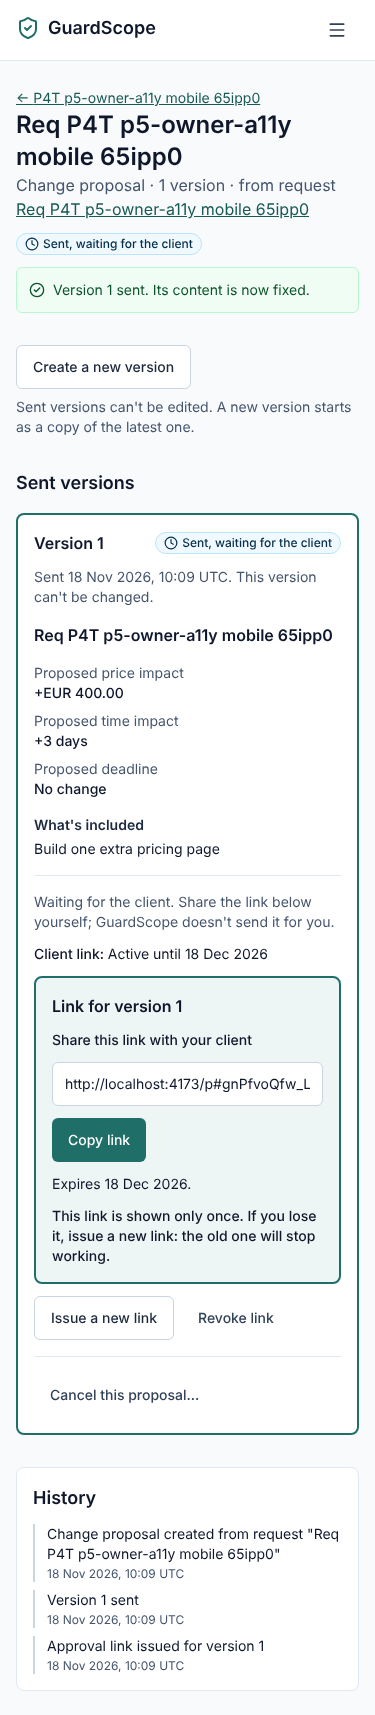 GuardScope
← P4T p5-owner-a11y mobile 65ipp0
Req P4T p5-owner-a11y
mobile 65ipp0
Change proposal · 1 version · from request
Req P4T p5-owner-a11y mobile 65ipp0
Sent, waiting for the client
Version 1 sent. Its content is now fixed.
Create a new version
Sent versions can't be edited. A new version starts
as a copy of the latest one.
Sent versions
Version 1
Sent, waiting for the client
Sent 18 Nov 2026, 10:09 UTC. This version
can't be changed.
Req P4T p5-owner-a11y mobile 65ipp0
Proposed price impact
+EUR 400.00
Proposed time impact
+3 days
Proposed deadline
No change
What's included
Build one extra pricing page
Waiting for the client. Share the link below
yourself; GuardScope doesn't send it for you.
Client link: Active until 18 Dec 2026
Link for version 1
Share this link with your client
http://localhost:4173/p#gnPfvoQfw_L
Copy link
Expires 18 Dec 2026.
This link is shown only once. If you lose
it, issue a new link: the old one will stop
working.
Issue a new link
Revoke link
Cancel this proposal...
History
Change proposal created from request "Req
P4T p5-owner-a11y mobile 65ipp0"
18 Nov 2026, 10:09 UTC
Version 1 sent
18 Nov 2026, 10:09 UTC
Approval link issued for version 1
18 Nov 2026, 10:09 UTC